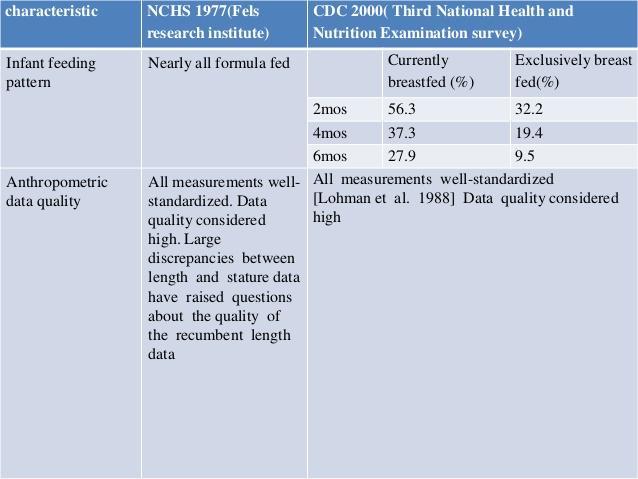 characteristic
NCHS 1977(Fels
research institute)
CDC 2000( Third National Health and
Nutrition Examination survey)
Infant feeding
pattern
Nearly all formula fed
Currently
breastfed (%)
Exclusively breast
fed(%)
2mos 56.3 32.2
4mos 37.3 19.4
6mos 27.9 9.5
Anthropometric
data quality
All measurements well-
standardized. Data
quality considered
high. Large
discrepancies between
length and stature data
have raised questions
about the quality of
the recumbent length
data
All measurements well-standardized
[Lohman et al. 1988] Data quality considered
high